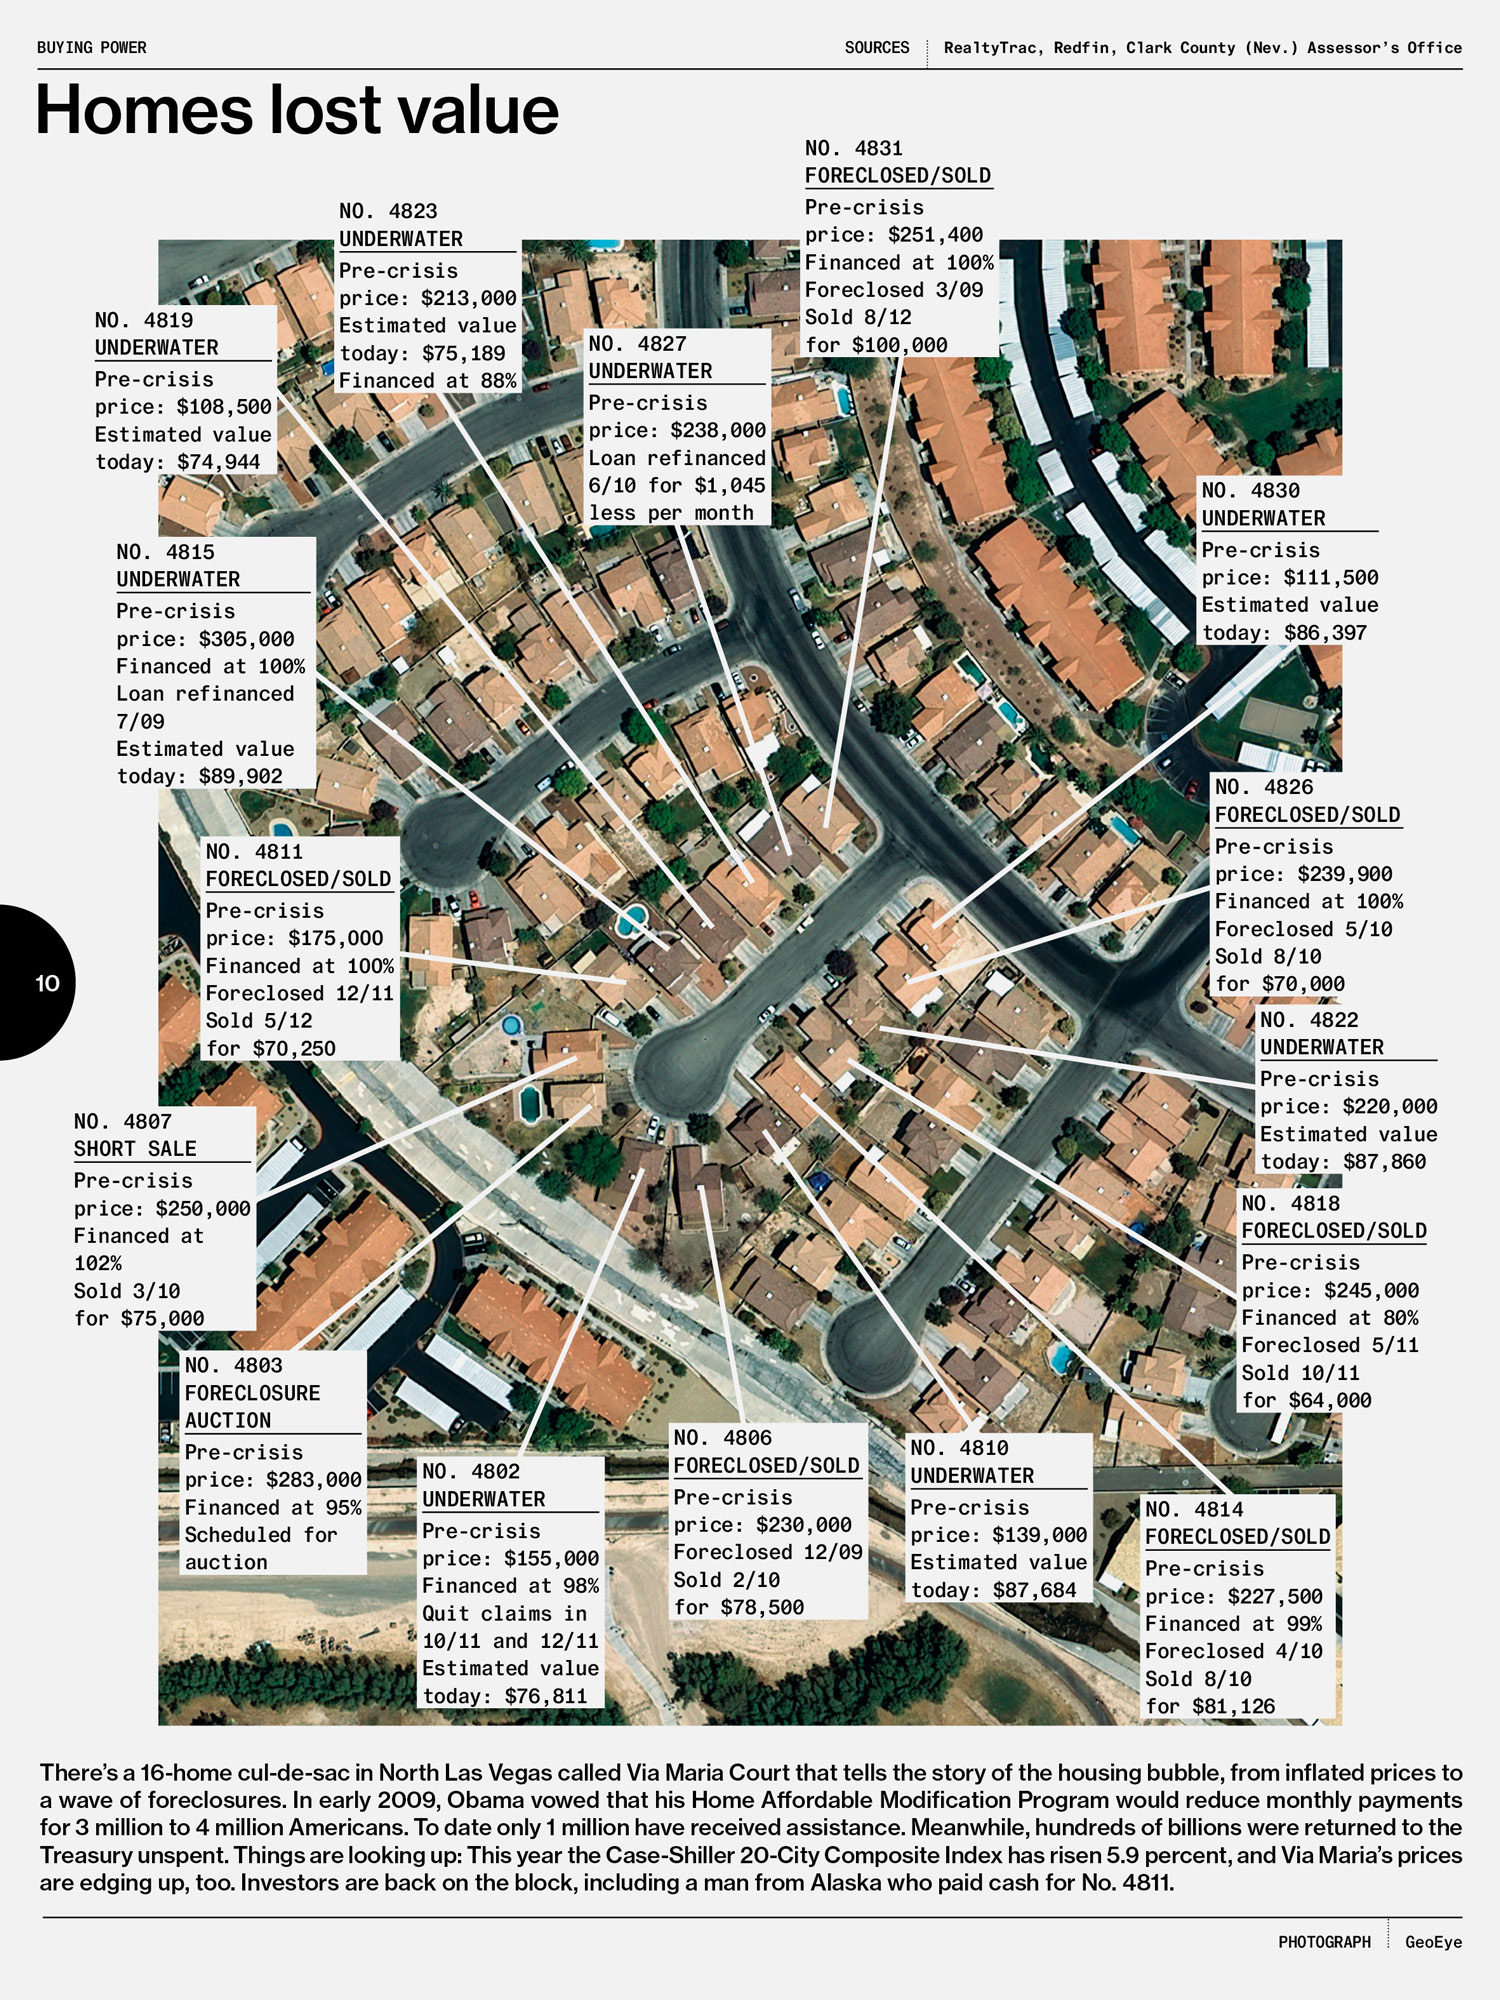 BUYING POWER
SOURCES
RealtyTrac, Redfin, Clark County (Nev.) Assessor's Office
Homes lost value
NO. 4831
FORECLOSED/SOLD
Pre-crisis
price: $251,400
Financed at 100%
Foreclosed 3/09
Sold 8/12
for $100,000
NO. 4823
UNDERWATER
Pre-crisis
price: $213,000
Estimated value
today: $75,189
Financed at 88%
NO. 4819
UNDERWATER
Pre-crisis
price: $108,500
Estimated value
today: $74,944
NO. 4827
UNDERWATER
Pre-crisis
price: $238,000
Loan refinanced
6/10 for $1,045
less per month
NO. 4830
UNDERWATER
Pre-crisis
price: $111,500
Estimated value
today: $86,397
NO. 4815
UNDERWATER
Pre-crisis
price: $305,000
Financed at 100%
Loan refinanced
7/09
Estimated value
today: $89,902
NO. 4826
FORECLOSED/SOLD
Pre-crisis
price: $239,900
Financed at 100%
Foreclosed 5/10
Sold 8/10
for $70,000
NO. 4811
FORECLOSED/SOLD
Pre-crisis
price: $175,000
Financed at 100%
Foreclosed 12/11
Sold 5/12
for $70,250
10
NO. 4822
UNDERWATER
Pre-crisis
price: $220,000
Estimated value
today: $87,860
NO. 4807
SHORT SALE
Pre-crisis
price: $250,000
Financed at
102%
Sold 3/10
for $75,000
NO. 4818
FORECLOSED/SOLD
Pre-crisis
price: $245,000
Financed at 80%
Foreclosed 5/11
Sold 10/11
for $64,000
NO. 4803
FORECLOSURE
AUCTION
Pre-crisis
price: $283,000
Financed at 95%
Scheduled for
auction
NO. 4802
UNDERWATER
Pre-crisis
price: $155,000
Financed at 98%
Quit claims in
10/11 and 12/11
Estimated value
today: $76,811
NO. 4806
FORECLOSED/SOLD
Pre-crisis
price: $230,000
Foreclosed 12/09
Sold 2/10
for $78,500
NO. 4810
UNDERWATER
Pre-crisis
price: $139,000
Estimated value
today: $87,684
NO. 4814
FORECLOSED/SOLD
Pre-crisis
price: $227,500
Financed at 99%
Foreclosed 4/10
Sold 8/10
for $81,126
There's a 16-home cul-de-sac in North Las Vegas called Via Maria Court that tells the story of the housing bubble, from inflated prices to
a wave of foreclosures. In early 2009, Obama vowed that his Home Affordable Modification Program would reduce monthly payments
for 3 million to 4 million Americans. To date only 1 million have received assistance. Meanwhile, hundreds of billions were returned to the
Treasury unspent. Things are looking up: This year the Case-Shiller 20-City Composite Index has risen 5.9 percent, and Via Maria's prices
are edging up, too. Investors are back on the block, including a man from Alaska who paid cash for No. 4811.
PHOTOGRAPH
GeoEye